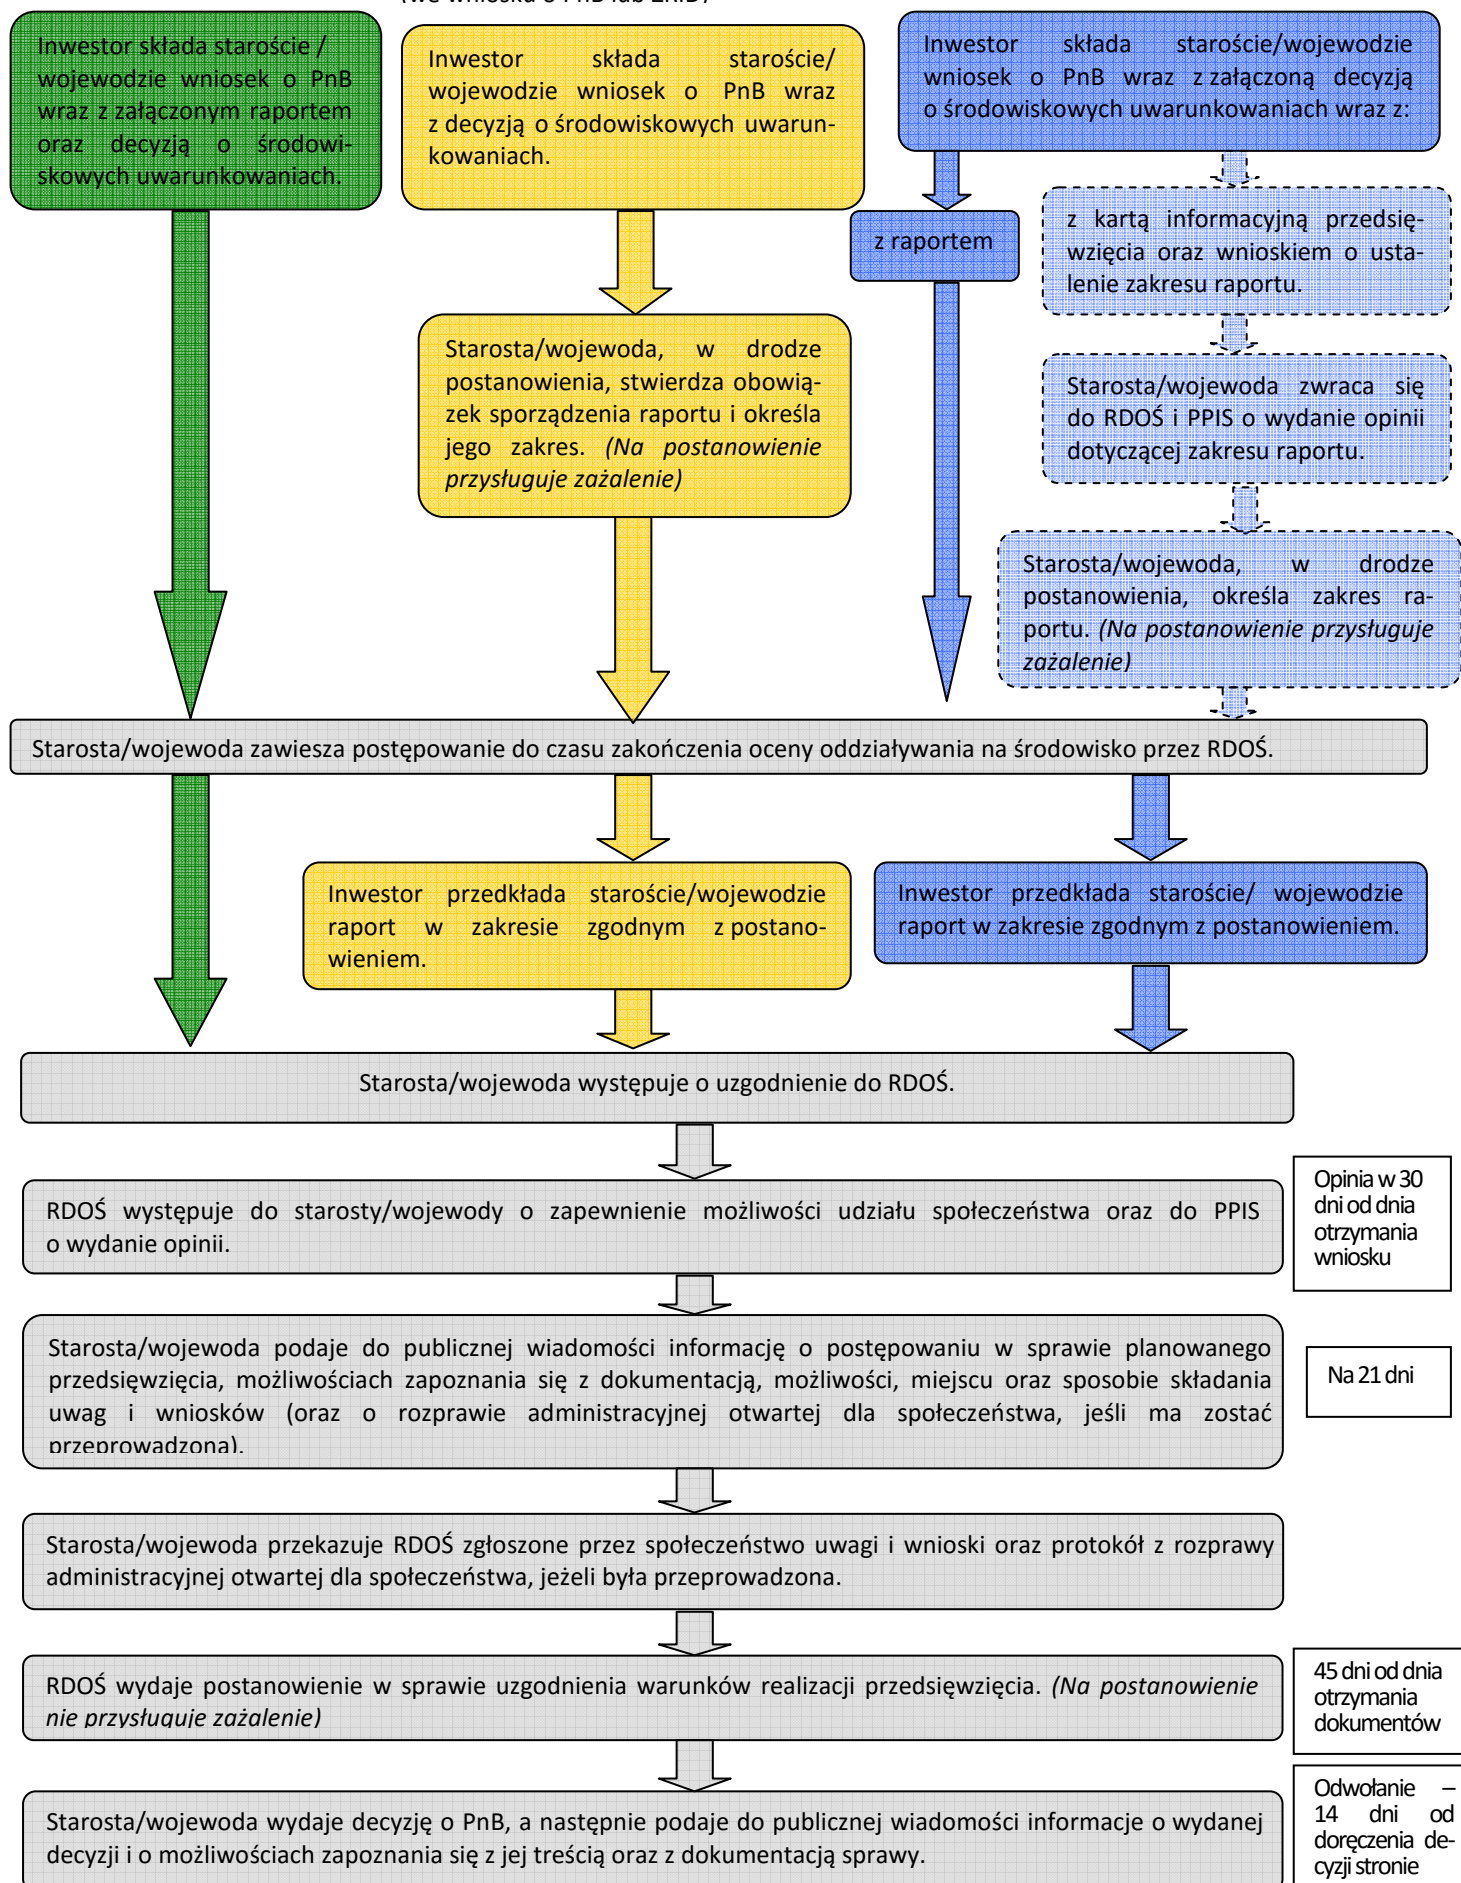 (we wniosku o PnB lub ZRID)
Inwestor składa staroście /
wojewodzie wniosek o PnB
wraz z załączonym raportem
oraz decyzją o środowi-
skowych uwarunkowaniach.
Inwestor składa staroście/
wojewodzie wniosek o PnB wraz
z decyzją o środowiskowych uwarun-
kowaniach.
Inwestor składa staroście/wojewodzie
wniosek o PnB wraz z załączoną decyzją
o środowiskowych uwarunkowaniach wraz z:
z raportem
z kartą informacyjną przedsię-
wzięcia oraz wnioskiem o usta-
lenie zakresu raportu.
Starosta/wojewoda, w drodze
postanowienia, stwierdza obowią-
zek sporządzenia raportu i określa
jego zakres. (Na postanowienie
przysługuje zażalenie)
Starosta/wojewoda zwraca się
do RDOŚ i PPIS o wydanie opinii
dotyczącej zakresu raportu.
Starosta/wojewoda, w drodze
postanowienia, określa zakres ra-
portu. (Na postanowienie przysługuje
zażalenie)
Starosta/wojewoda zawiesza postępowanie do czasu zakończenia oceny oddziaływania na środowisko przez RDOŚ.
Inwestor przedkłada staroście/wojewodzie
raport w zakresie zgodnym z postano-
wieniem.
Inwestor przedkłada staroście/ wojewodzie
raport w zakresie zgodnym z postanowieniem.
Starosta/wojewoda występuje o uzgodnienie do RDOŚ.
RDOŚ występuje do starosty/wojewody o zapewnienie możliwości udziału społeczeństwa oraz do PPIS
o wydanie opinii.
Opinia w 30
dni od dnia
otrzymania
wniosku
Starosta/wojewoda podaje do publicznej wiadomości informację o postępowaniu w sprawie planowanego
przedsięwzięcia, możliwościach zapoznania się z dokumentacją, możliwości, miejscu oraz sposobie składania
uwag i wniosków (oraz o rozprawie administracyjnej otwartej dla społeczeństwa, jeśli ma zostać
przeprowadzona).
Na 21 dni
Starosta/wojewoda przekazuje RDOŚ zgłoszone przez społeczeństwo uwagi i wnioski oraz protokół z rozprawy
administracyjnej otwartej dla społeczeństwa, jeżeli była przeprowadzona.
RDOŚ wydaje postanowienie w sprawie uzgodnienia warunków realizacji przedsięwzięcia. (Na postanowienie
nie przysługuje zażalenie)
45 dni od dnia
otrzymania
dokumentów
Starosta/wojewoda wydaje decyzję o PnB, a następnie podaje do publicznej wiadomości informacje o wydanej
decyzji i o możliwościach zapoznania się z jej treścią oraz z dokumentacją sprawy.
Odwołanie –
14 dni od
doręczenia de-
cyzji stronie